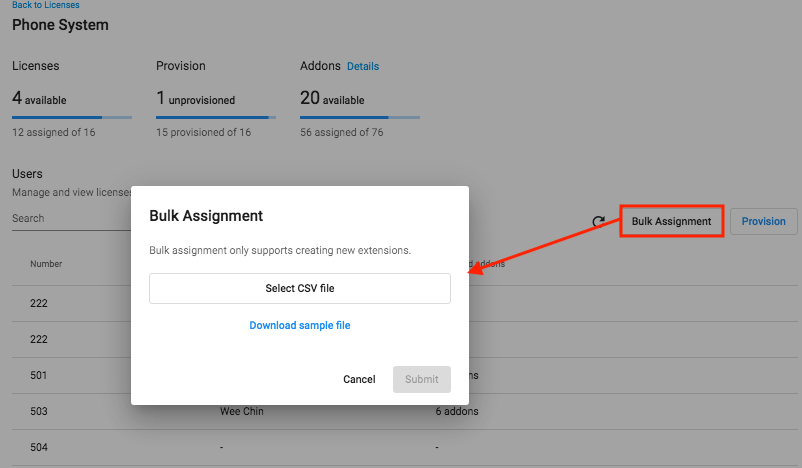 Back to Licenses
Phone System
Licenses Provision Addons Details
4 available 1 unprovisioned 20 available
12 assigned of 16 15 provisioned of 16 56 assigned of 76
Users
Manage and view licenses
Search Bulk Assignment Provision
Bulk Assignment
Bulk assignment only supports creating new extensions.
Number addons
Select CSV file
222
Download sample file
222
501
Cancel Submit
503 Wee Chin 6 addons
504 - -